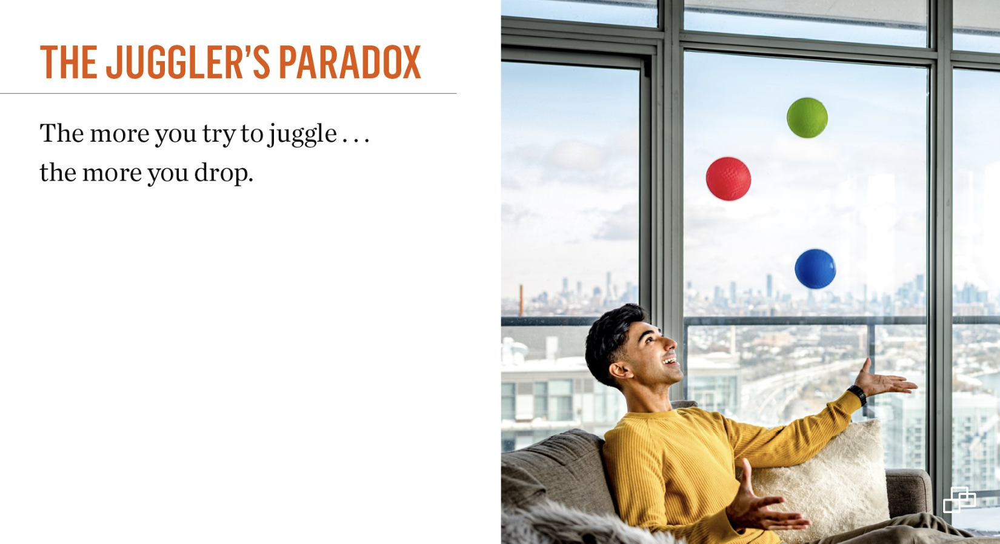 THE JUGGLER’S PARADOX
The more you try to juggle . . .
the more you drop.